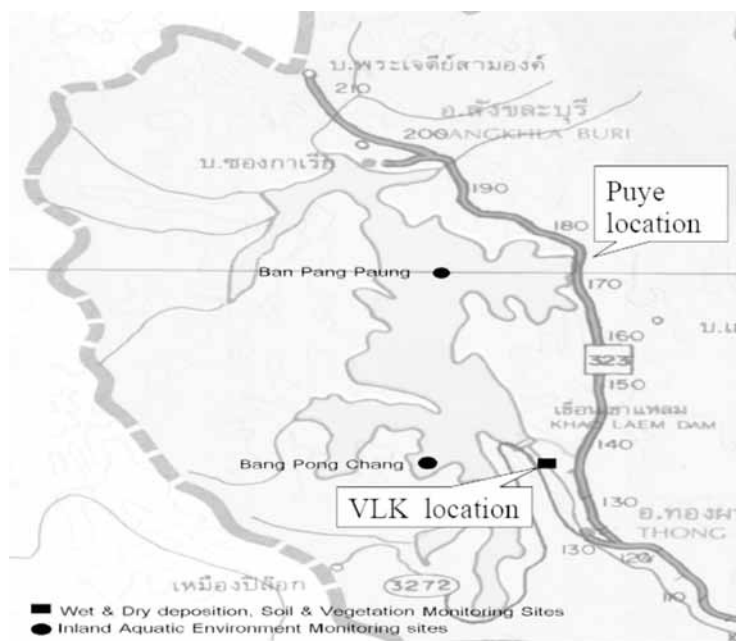 บ.พระเจดีย์สามองค์
210
อ.สังขละบุรี
200 ANGKHLA BURI
บ.ซองกาเรีย
190
Puye
location
180
Ban Pang Paung
170
160
323
150
เขื่อนเขาแหลม
KHAO LAEM DAM
140
Bang Pong Chang
VLK location
130
อ.ทองผา
THONG
130
120
110
เหมืองปิล๊อก
3272
Wet & Dry deposition, Soil & Vegetation Monitoring Sites
Inland Aquatic Environment Monitoring sites